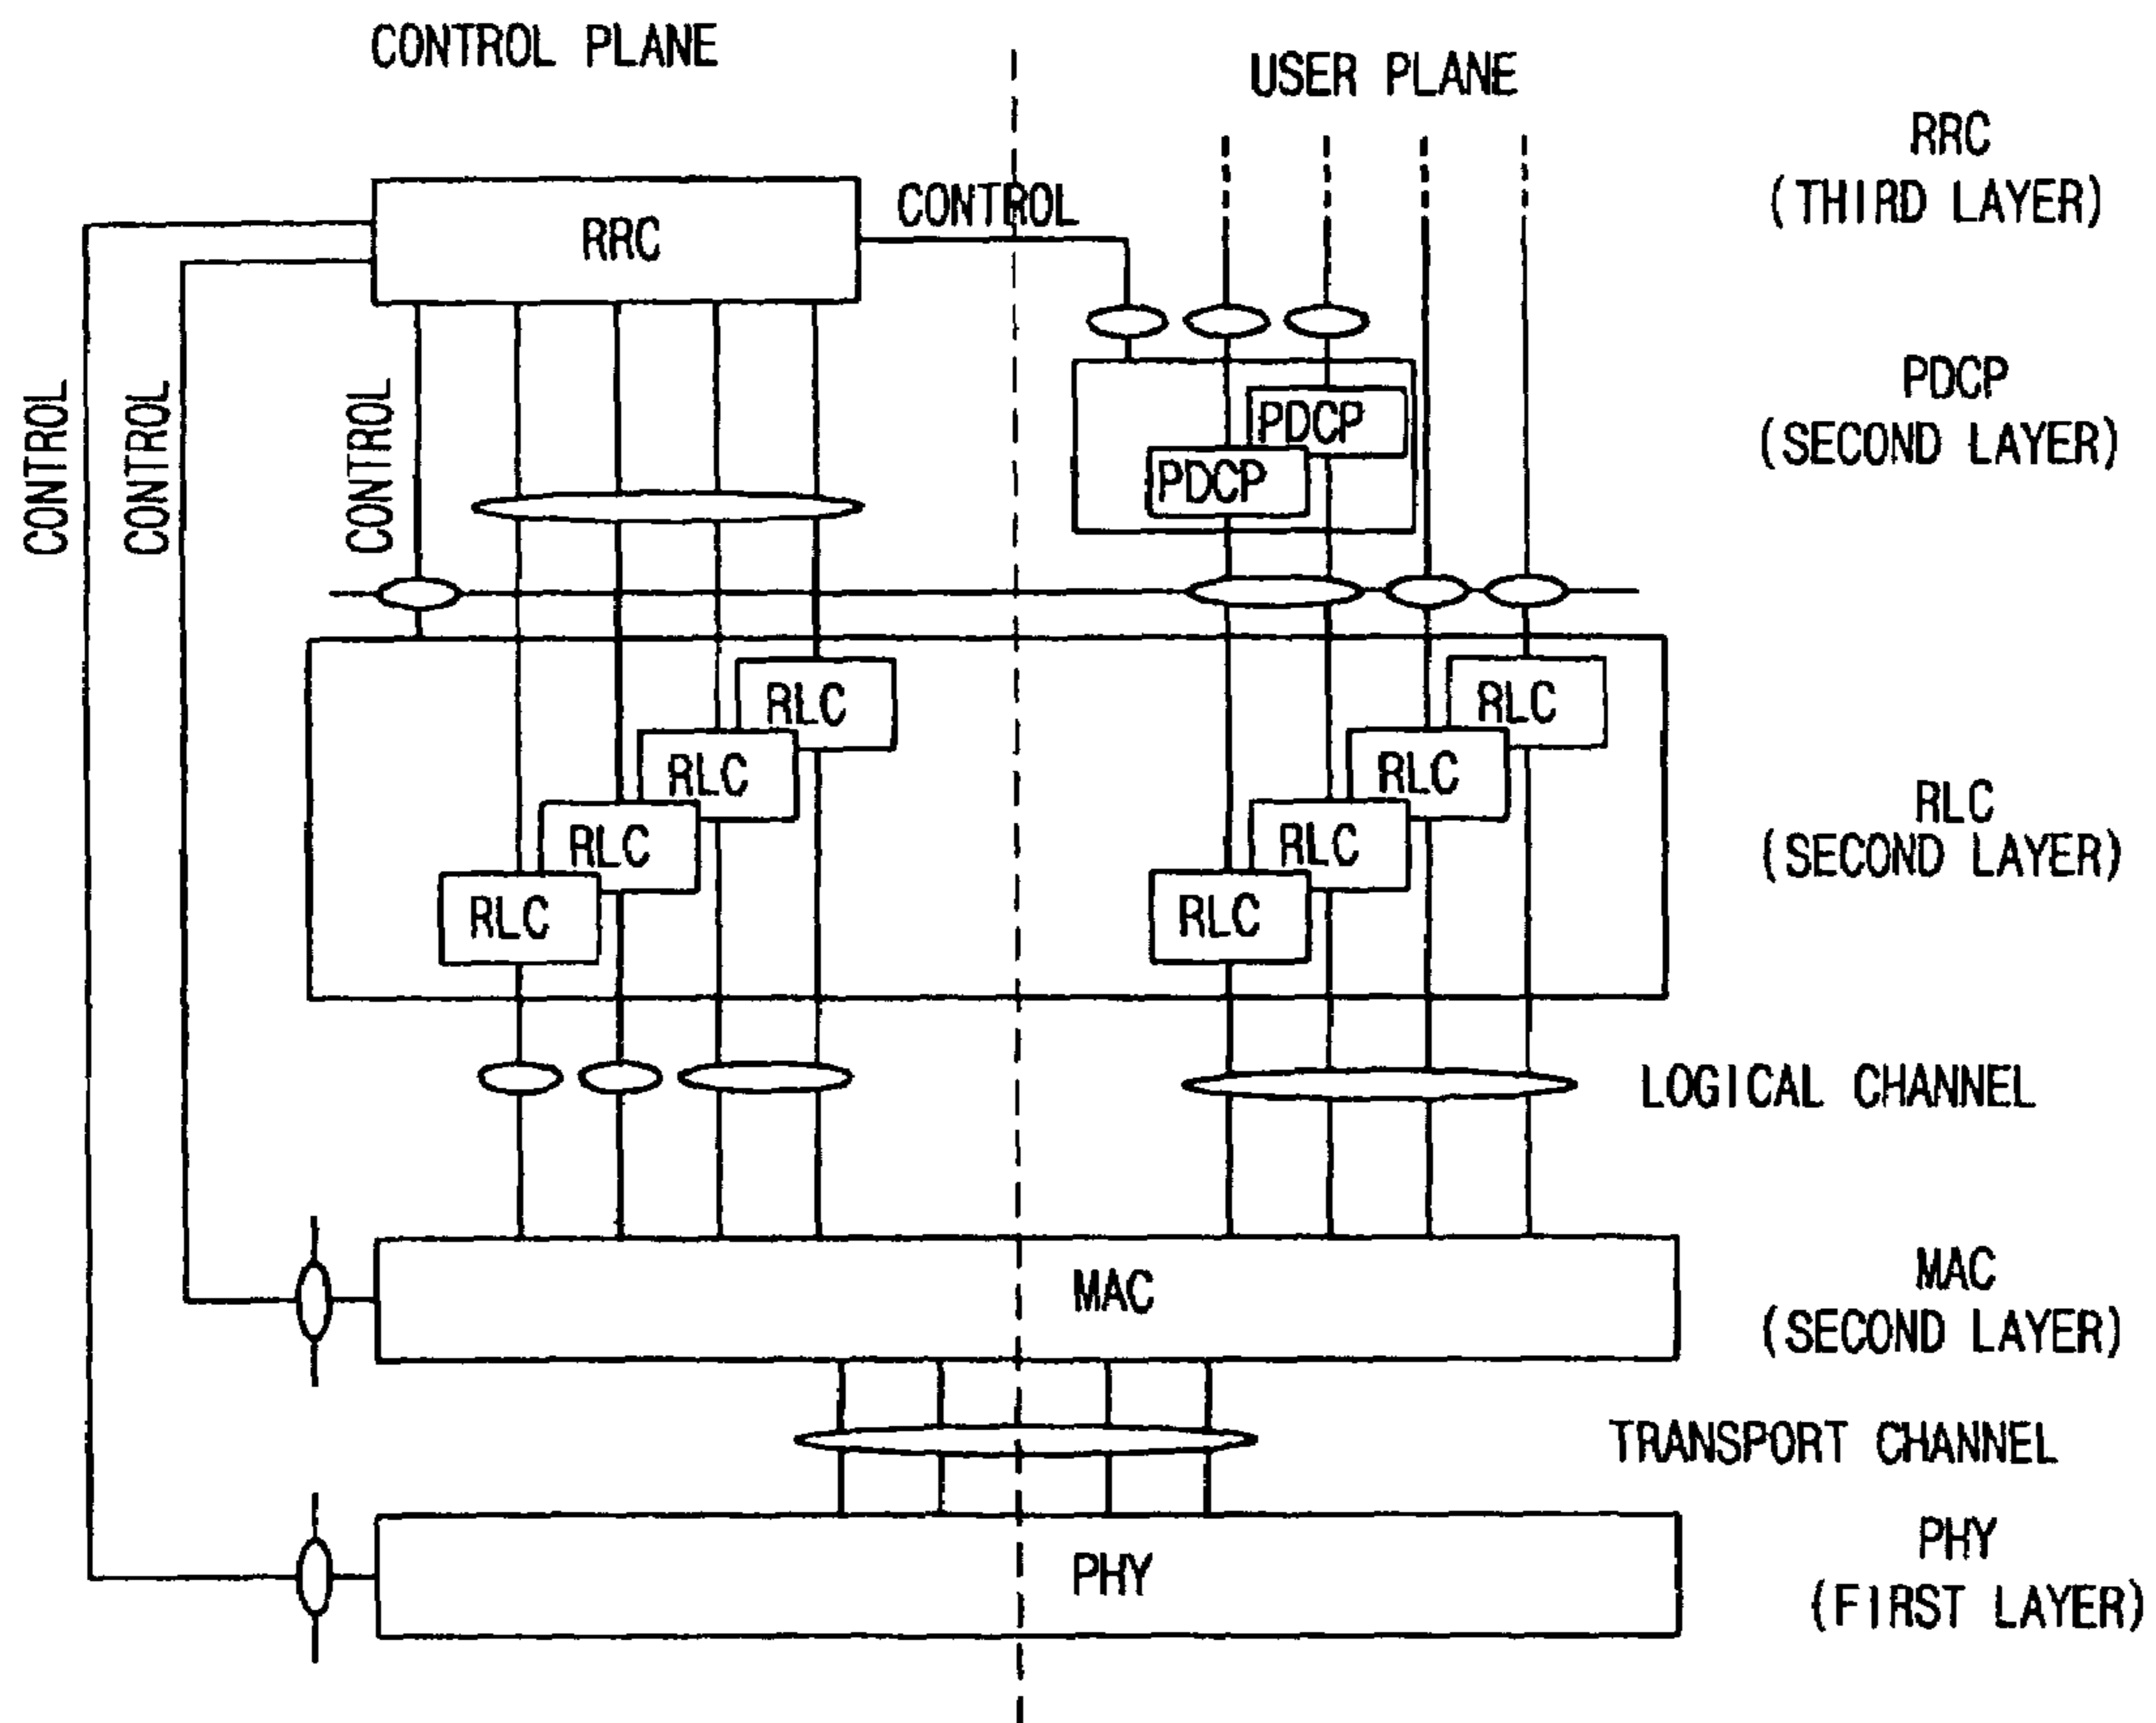 CONTROL PLANE
USER PLANE
RRC
(THIRD LAYER)
CONTROL
RRC
CONTROL
CONTROL
CONTROL
PDCP
(SECOND LAYER)
PDCP
PDCP
RLC
RLC
RLC
RLC
RLC
RLC
RLC
RLC
RLC
(SECOND LAYER)
LOGICAL CHANNEL
MAC
MAC
(SECOND LAYER)
TRANSPORT CHANNEL
PHY
PHY
(FIRST LAYER)